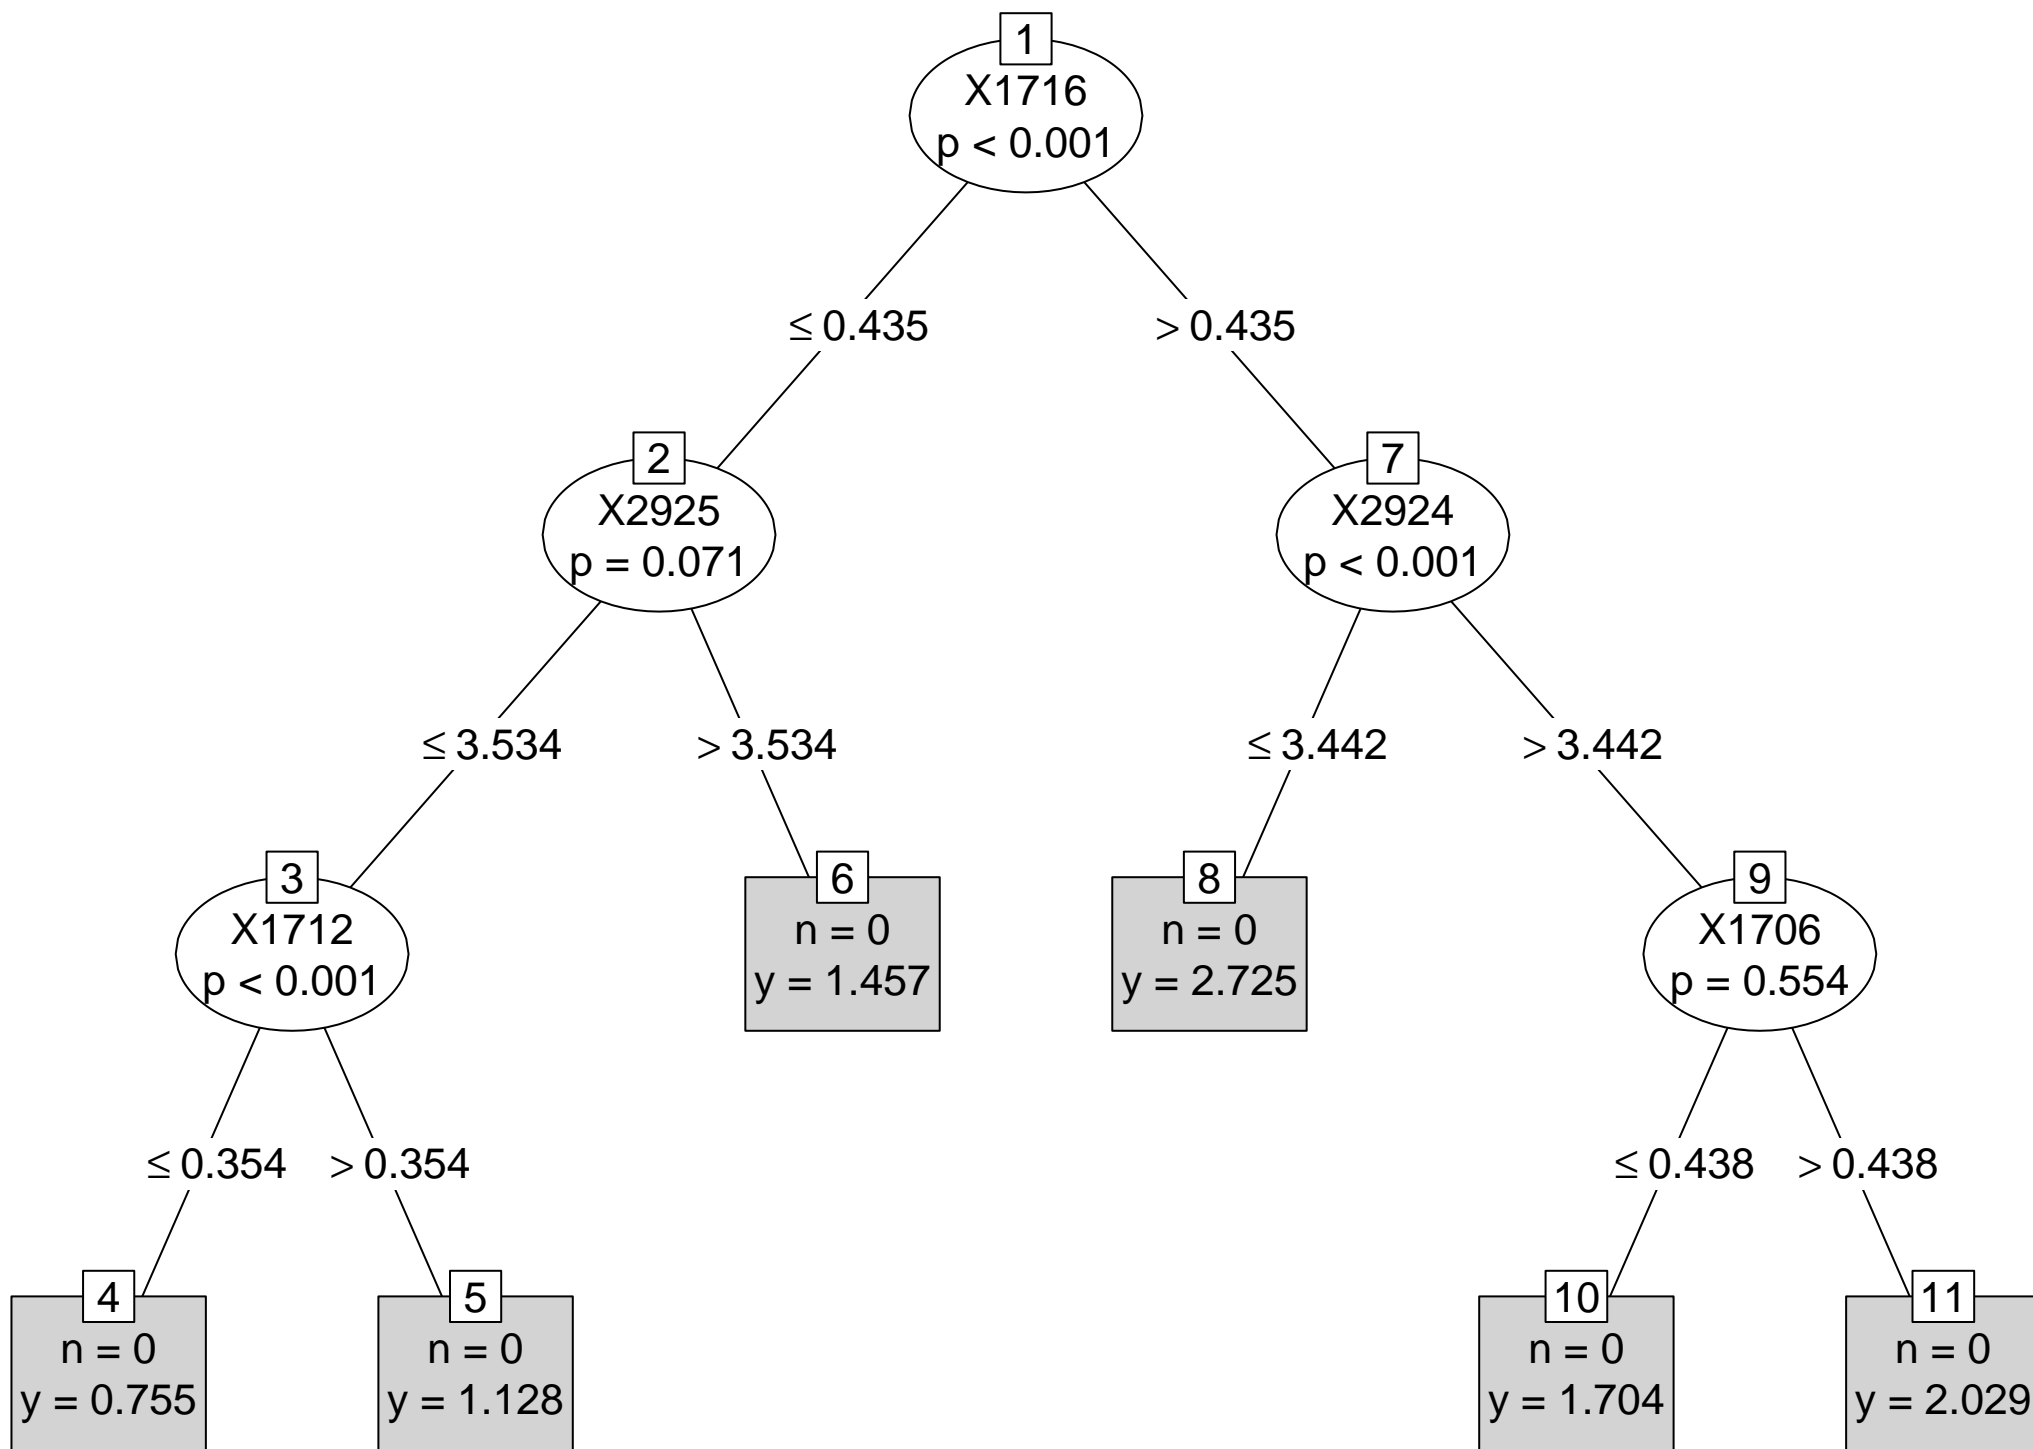 1
X1716
p < 0.001
≤ 0.435
> 0.435
2
X2925
p = 0.071
7
X2924
p < 0.001
≤ 3.534
> 3.534
≤ 3.442
> 3.442
3
X1712
p < 0.001
6
n = 0
y = 1.457
8
n = 0
y = 2.725
9
X1706
p = 0.554
≤ 0.354
> 0.354
≤ 0.438
> 0.438
4
n = 0
y = 0.755
5
n = 0
y = 1.128
10
n = 0
y = 1.704
11
n = 0
y = 2.029